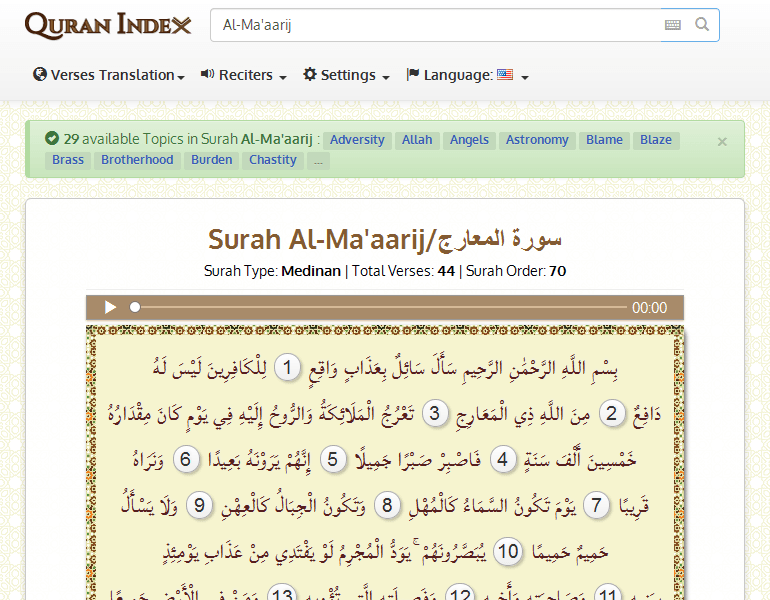 QURAN INDEX
Al-Ma'aarij
Verses Translation Reciters Settings Language:
29 available Topics in Surah Al-Ma'aarij : Adversity Allah Angels Astronomy Blame Blaze ×
Brass Brotherhood Burden Chastity ...
Surah Al-Ma'aarij/سورة المعارج
Surah Type: Medinan | Total Verses: 44 | Surah Order: 70
00:00
بِسْمِ اللَّهِ الرَّحْمَٰنِ الرَّحِيمِ سَأَلَ سَائِلٌ بِعَذَابٍ وَاقِعٍ 1 لِلْكَافِرِينَ لَيْسَ لَهُ
دَافِعٌ 2 مِنَ اللَّهِ ذِي الْمَعَارِجِ 3 تَعْرُجُ الْمَلَائِكَةُ وَالرُّوحُ إِلَيْهِ فِي يَوْمٍ كَانَ مِقْدَارُهُ
خَمْسِينَ أَلْفَ سَنَةٍ 4 فَاصْبِرْ صَبْرًا جَمِيلًا 5 إِنَّهُمْ يَرَوْنَهُ بَعِيدًا 6 وَنَرَاهُ
قَرِيبًا 7 يَوْمَ تَكُونُ السَّمَاءُ كَالْمُهْلِ 8 وَتَكُونُ الْجِبَالُ كَالْعِهْنِ 9 وَلَا يَسْأَلُ
حَمِيمٌ حَمِيمًا 10 يُبَصَّرُونَهُمْ ۚ يَوَدُّ الْمُجْرِمُ لَوْ يَفْتَدِي مِنْ عَذَابِ يَوْمِئِذٍ
11 12 13